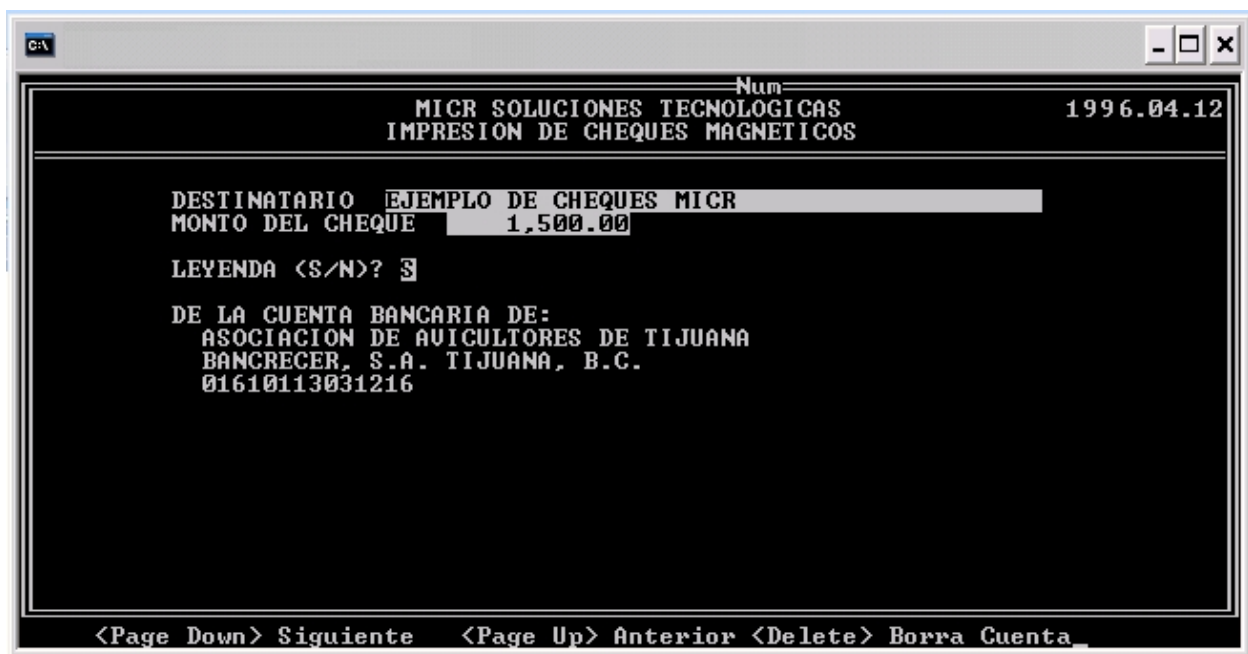 C:\
Num
MICR SOLUCIONES TECNOLOGICAS 1996.04.12
IMPRESION DE CHEQUES MAGNETICOS
DESTINATARIO EJEMPLO DE CHEQUES MICR
MONTO DEL CHEQUE 1,500.00
LEYENDA <S/N>? S
DE LA CUENTA BANCARIA DE:
ASOCIACION DE AVICULTORES DE TIJUANA
BANCRECER, S.A. TIJUANA, B.C.
01610113031216
<Page Down> Siguiente <Page Up> Anterior <Delete> Borra Cuenta_